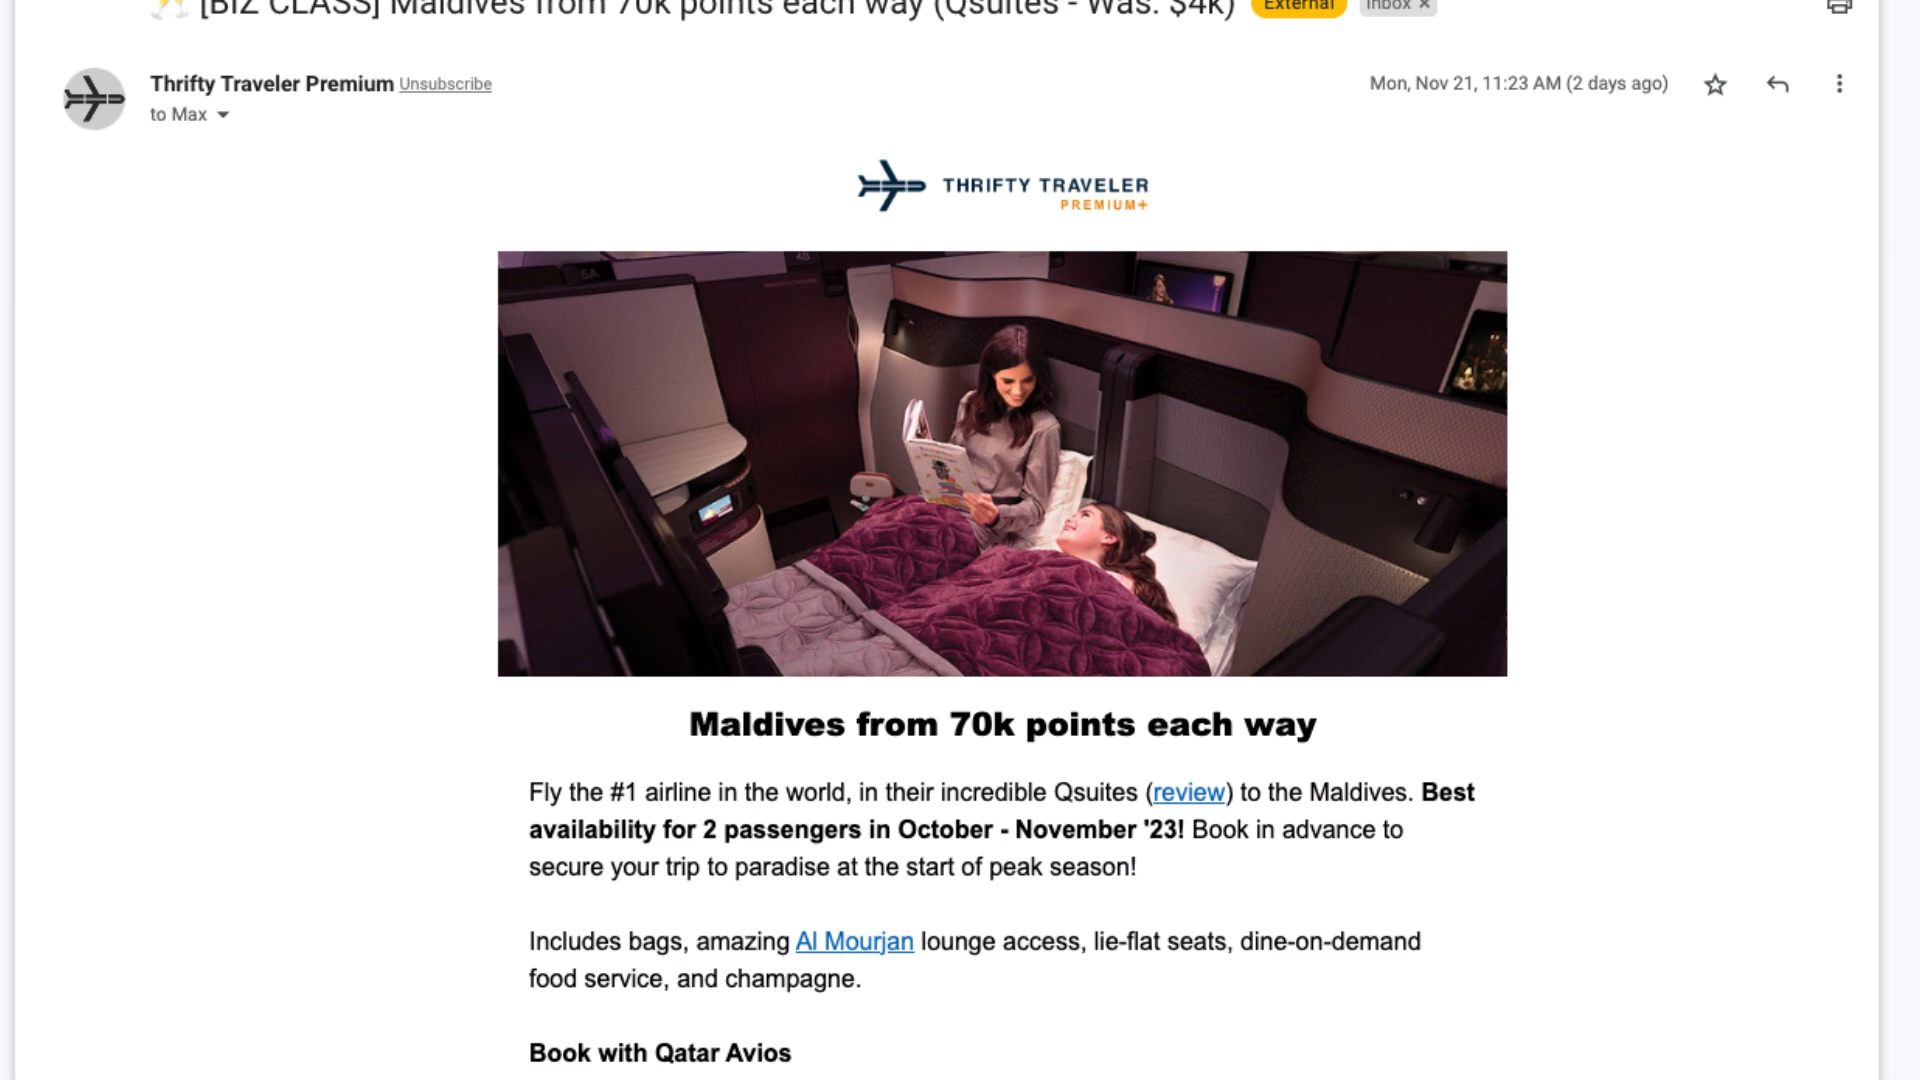 [BIZ CLASS] Maldives from 70k points each way (Qsuites - Was: $4k) External Inbox ×
Thrifty Traveler Premium Unsubscribe
Mon, Nov 21, 11:23 AM (2 days ago)
to Max
THRIFTY TRAVELER
PREMIUM+
5A
4B
Maldives from 70k points each way
Fly the #1 airline in the world, in their incredible Qsuites (review) to the Maldives. Best
availability for 2 passengers in October - November '23! Book in advance to
secure your trip to paradise at the start of peak season!
Includes bags, amazing Al Mourjan lounge access, lie-flat seats, dine-on-demand
food service, and champagne.
Book with Qatar Avios